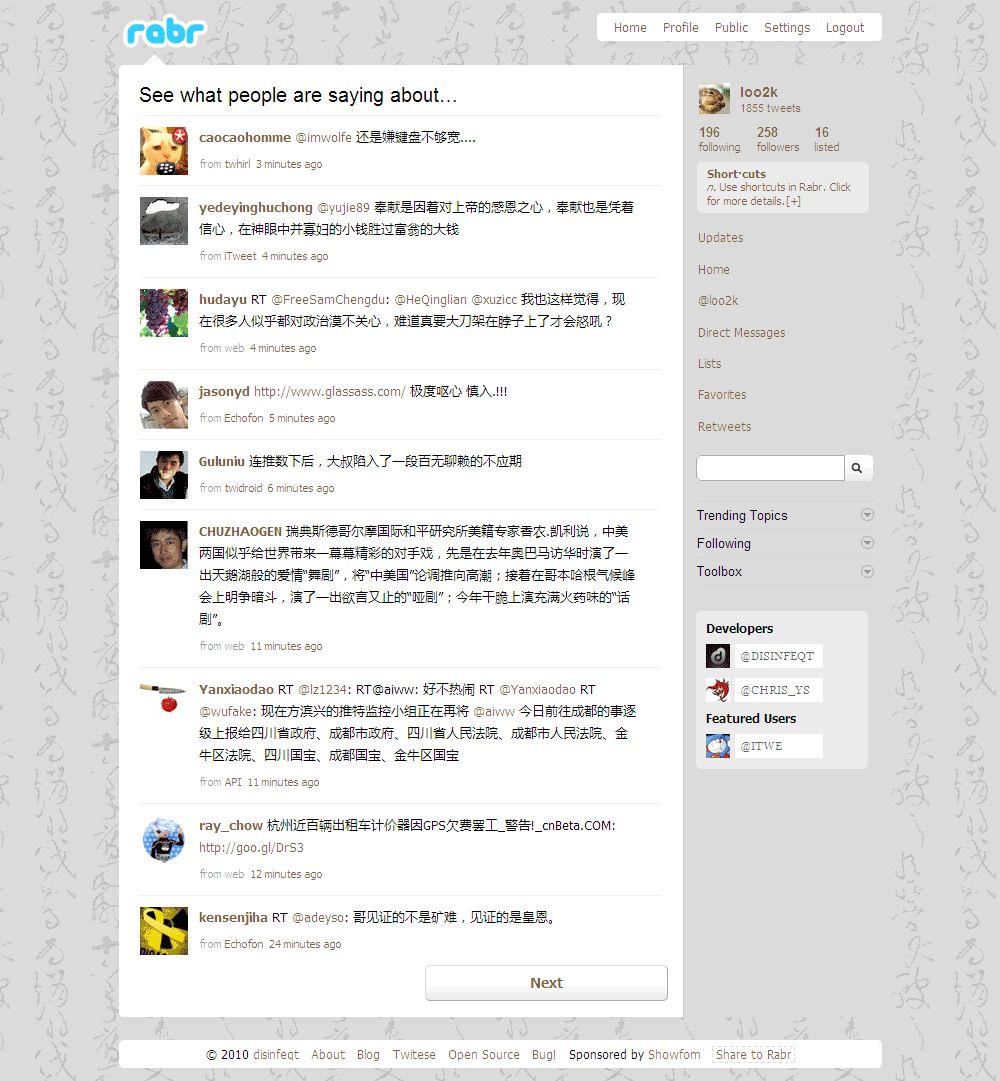 rabr
Home Profile Public Settings Logout
See what people are saying about…
caocaohomme @imwolfe 还是嫌键盘不够宽....
from twhirl 3 minutes ago
yedeyinghuchong @yujie89 奉献是因着对上帝的感恩之心，奉献也是凭着
信心，在神眼中并寡妇的小钱胜过富翁的大钱
from iTweet 4 minutes ago
hudayu RT @FreeSamChengdu: @HeQinglian @xuzicc 我也这样觉得，现
在很多人似乎都对政治漠不关心，难道真要大刀架在脖子上了才会怒吼？
from web 4 minutes ago
jasonyd http://www.glassass.com/ 极度呕心 慎入.!!!
from Echofon 5 minutes ago
Guluniu 连推数下后，大叔陷入了一段百无聊赖的不应期
from twidroid 6 minutes ago
CHUZHAOGEN 瑞典斯德哥尔摩国际和平研究所美籍专家香农.凯利说，中美
两国似乎给世界带来一幕幕精彩的对手戏，先是在去年奥巴马访华时演了一
出天鹅湖般的爱情“舞剧”，将“中美国”论调推向高潮；接着在哥本哈根气候峰
会上明争暗斗，演了一出欲言又止的“哑剧”；今年干脆上演充满火药味的“话
剧”。
from web 11 minutes ago
Yanxiaodao RT @lz1234: RT@aiww: 好不热闹 RT @Yanxiaodao RT
@wufake: 现在方滨兴的推特监控小组正在再将 @aiww 今日前往成都的事逐
级上报给四川省政府、成都市政府、四川省人民法院、成都市人民法院、金
牛区法院、四川国宝、成都国宝、金牛区国宝
from API 11 minutes ago
ray_chow 杭州近百辆出租车计价器因GPS欠费罢工_警告!_cnBeta.COM:
http://goo.gl/DrS3
from web 12 minutes ago
kensenjiha RT @adeyso: 哥见证的不是矿难，见证的是皇恩。
from Echofon 24 minutes ago
Next
loo2k
1855 tweets
196 258 16
following followers listed
Short·cuts
n. Use shortcuts in Rabr. Click
for more details.[+]
Updates
Home
@loo2k
Direct Messages
Lists
Favorites
Retweets
Trending Topics
Following
Toolbox
Developers
@DISINFEQT
@CHRIS_YS
Featured Users
@ITWE
© 2010 disinfeqt About Blog Twitese Open Source Bug! Sponsored by Showfom Share to Rabr